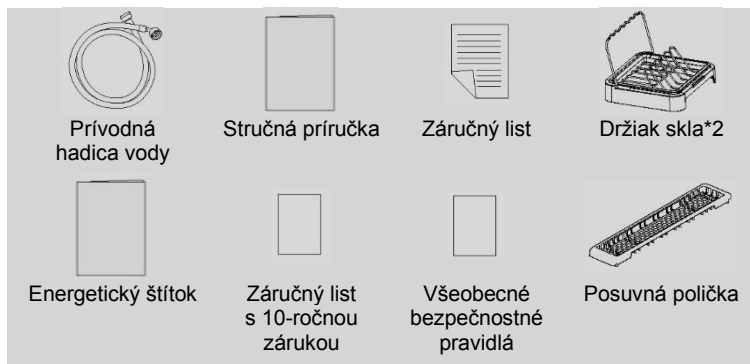 Prívodná
hadica vody
Stručná príručka
Záručný list
Držiak skla*2
Energetický štítok
Záručný list
s 10-ročnou
zárukou
Všeobecné
bezpečnostné
pravidlá
Posuvná polička